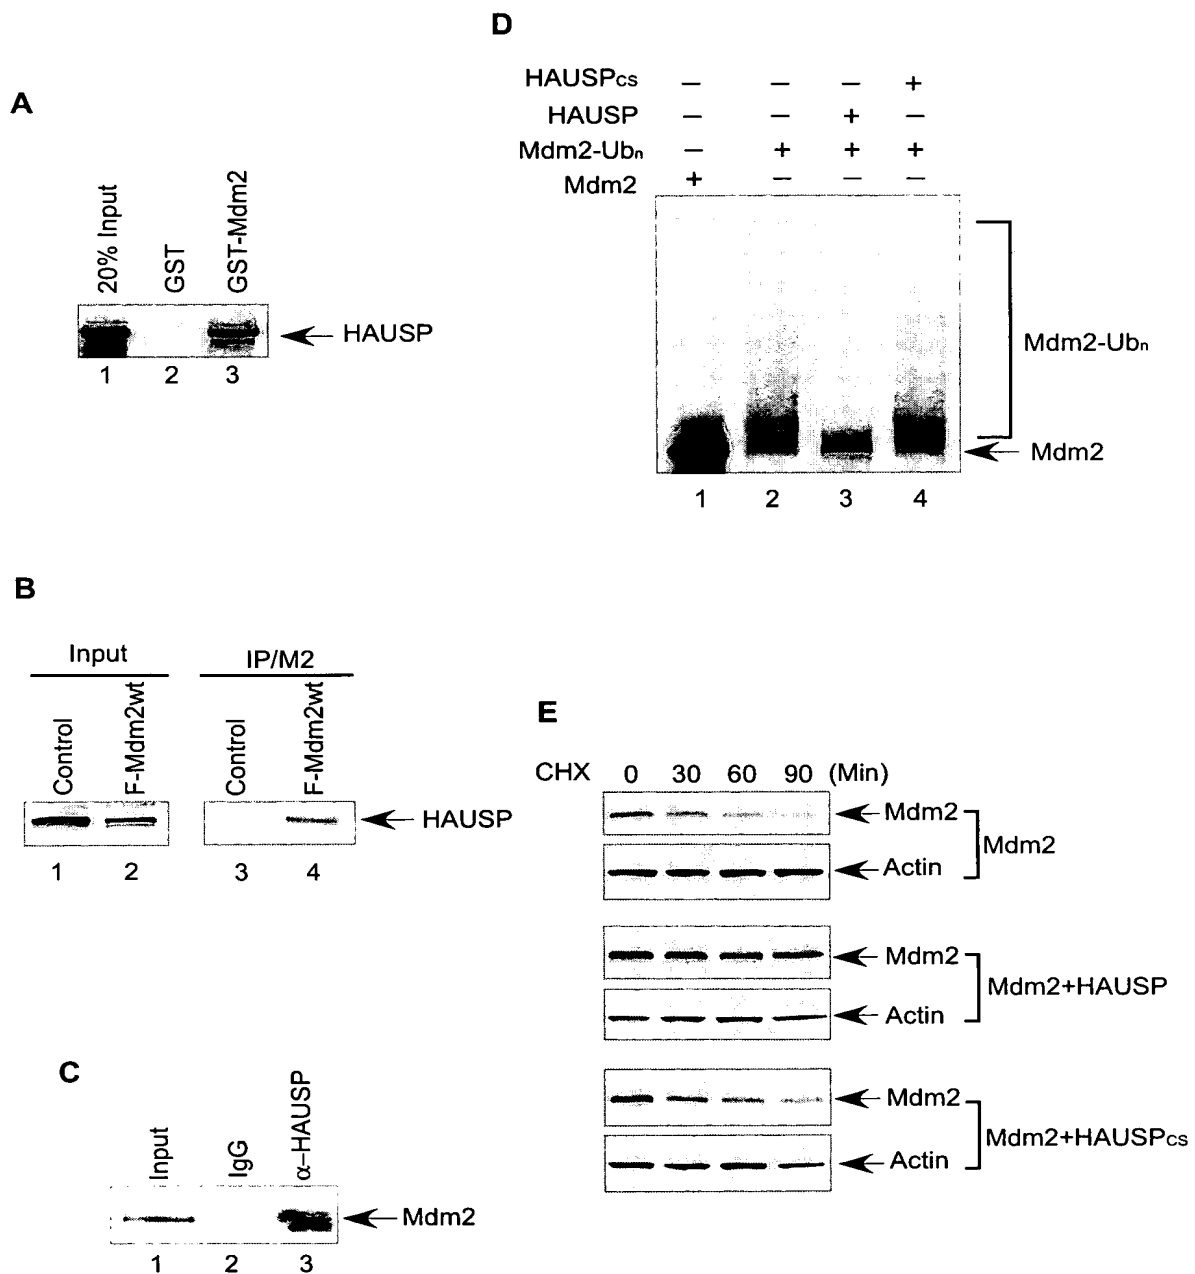 A
20% Input
GST
GST-Mdm2
HAUSP
1 2 3
B
Input
IP/M2
Control
F-Mdm2wt
Control
F-Mdm2wt
HAUSP
1 2 3 4
C
Input
IgG
α–HAUSP
Mdm2
1 2 3
D
HAUSPcs – – – +
HAUSP – – + –
Mdm2-Ubn – + + +
Mdm2 + – – –
Mdm2-Ubn
Mdm2
1 2 3 4
E
CHX 0 30 60 90 (Min)
Mdm2
Actin
Mdm2
Mdm2
Actin
Mdm2+HAUSP
Mdm2
Actin
Mdm2+HAUSPcs